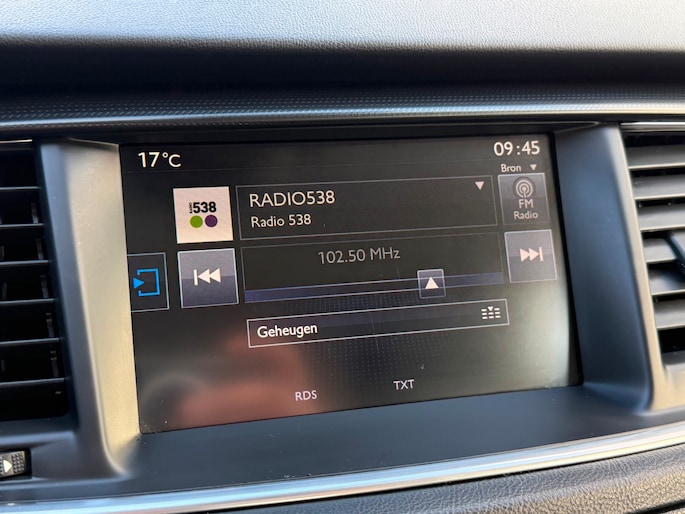 17°C
09:45
Bron
538
RADIO538
Radio 538
FM
Radio
102.50 MHz
Geheugen
RDS
TXT